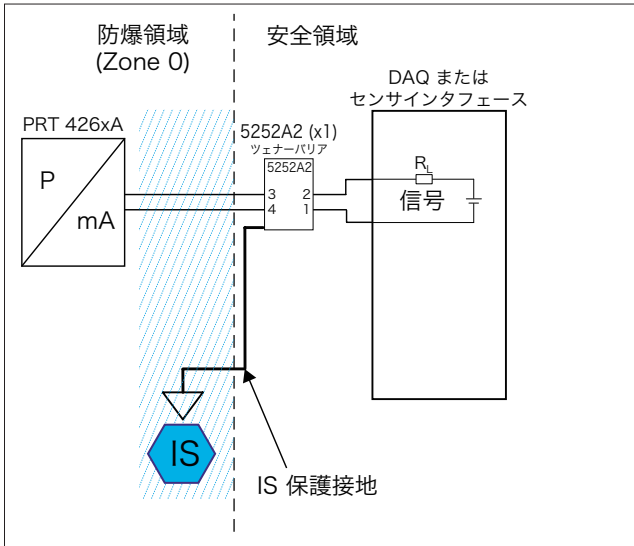 防爆領域
(Zone 0)
安全領域
DAQ または
センサインタフェース
PRT 426xA
5252A2 (x1)
ツェナーバリア
5252A2
P
mA
3
4
2
1
RL
信号
IS
IS 保護接地